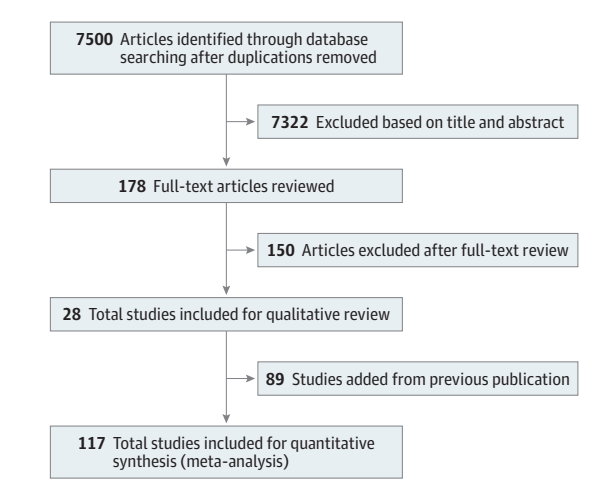 7500 Articles identified through database
searching after duplications removed
7322 Excluded based on title and abstract
178 Full-text articles reviewed
150 Articles excluded after full-text review
28 Total studies included for qualitative review
89 Studies added from previous publication
117 Total studies included for quantitative
synthesis (meta-analysis)